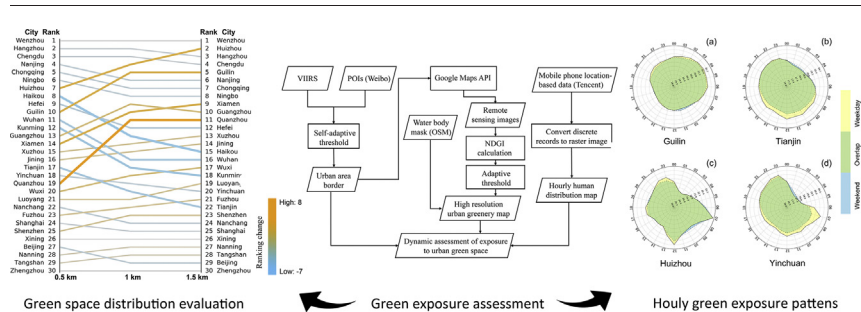 City Rank
Rank City
Wenzhou 1
Hangzhou 2
Chengdu 3
Nanjing 4
Chongqing 5
Ningbo 6
Huizhou 7
Haikou 8
Hefei 9
Guilin 10
Wuhan 11
Kunming 12
Guangzhou 13
Xiamen 14
Xuzhou 15
Jining 16
Tianjin 17
Yinchuan 18
Quanzhou 19
Wuxi 20
Luoyang 21
Nanchang 22
Fuzhou 23
Shanghai 24
Shenzhen 25
Xining 26
Beijing 27
Nanning 28
Tangshan 29
Zhengzhou 30
1 Wenzhou
2 Huizhou
3 Hangzhou
4 Chengdu
5 Guilin
6 Nanjing
7 Chongqing
8 Ningbo
9 Xiamen
10 Guangzhou
11 Quanzhou
12 Hefei
13 Xuzhou
14 Jining
15 Haikou
16 Wuhan
17 Wuxi
18 Kunming
19 Luoyan
20 Yinchuan
21 Fuzhou
22 Tianjin
23 Shenzhen
24 Nanchang
25 Shanghai
26 Xining
27 Nanning
28 Tangshan
29 Beijing
30 Zhengzhou
0.5 km
1 km
1.5 km
High: 8
Ranking change
Low: -7
Green space distribution evaluation
VIIRS
POIs (Weibo)
Google Maps API
Mobile phone location-
based data (Tencent)
Self-adaptive
threshold
Water body
mask (OSM)
Remote
sensing images
Convert discrete
records to raster image
NDGI
calculation
Urban area
border
Adaptive
threshold
Hourly human
distribution map
High resolution
urban greenery map
Dynamic assessment of exposure
to urban green space
Green exposure assessment
(a)
Guilin
(b)
Tianjin
(c)
Huizhou
(d)
Yinchuan
Weekday
Overlap
Weekend
Houly green exposure pattens